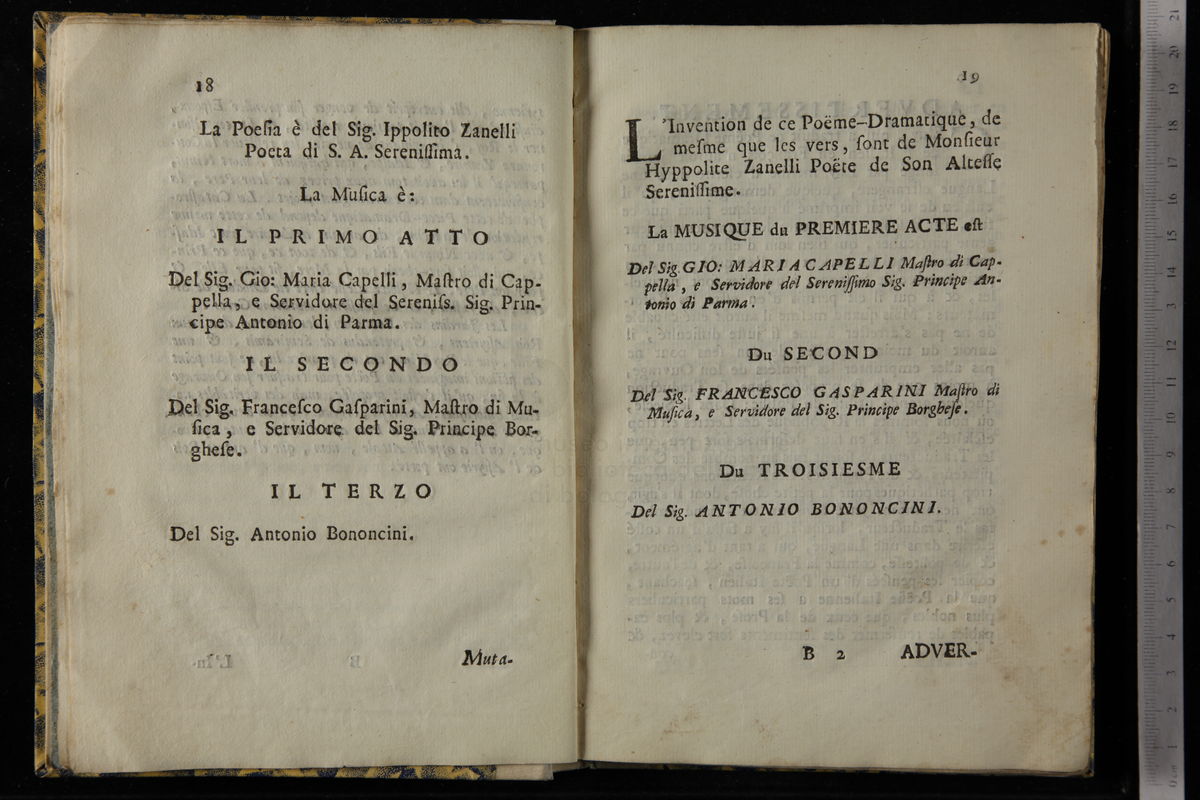 18
La Poeſia è del Sig. Ippolito Zanelli
Poeta di S. A. Sereniſſima.
La Muſica è:
IL PRIMO ATTO
Del Sig. Gio: Maria Capelli, Maſtro di Cap-
pella, e Servidore del Sereniſs. Sig. Prin-
cipe Antonio di Parma.
IL SECONDO
Del Sig. Franceſco Gaſparini, Maſtro di Mu-
ſica, e Servidore del Sig. Principe Bor-
gheſe.
IL TERZO
Del Sig. Antonio Bononcini.
Muta-
19
L'Invention de ce Poëme-Dramatique, de
meſme que les vers, ſont de Monſieur
Hyppolite Zanelli Poëte de Son Alteſſe
Sereniſſime.
La MUSIQUE du PREMIERE ACTE eſt
Del Sig. GIO: MARIA CAPELLI Maſtro di Cap-
pella, e Servidore del Sereniſſimo Sig. Principe An-
tonio di Parma.
Du SECOND
Del Sig. FRANCESCO GASPARINI Maſtro di
Muſica, e Servidore del Sig. Principe Borgheſe.
Du TROISIESME
Del Sig. ANTONIO BONONCINI.
B 2 ADVER-